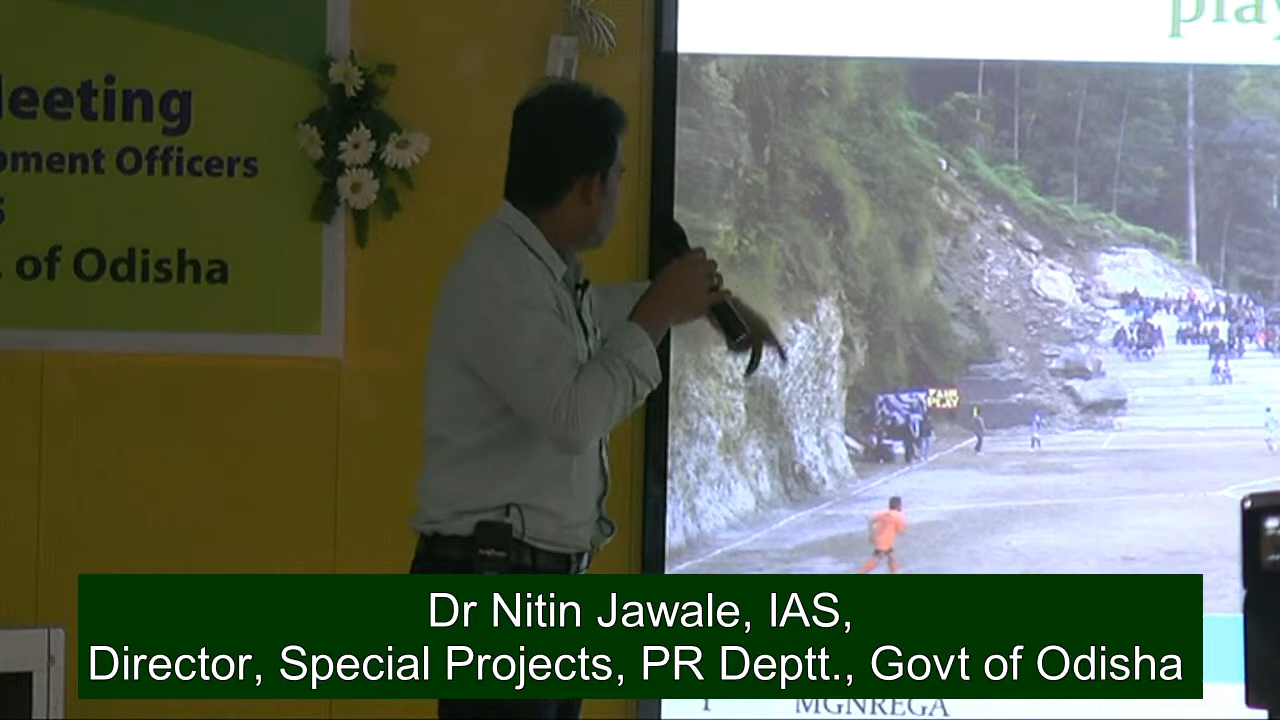 leeting
pment Officers
of Odisha
play
FAIR
PLAY
Dr Nitin Jawale, IAS,
Director, Special Projects, PR Deptt., Govt of Odisha
1 MGNREGA